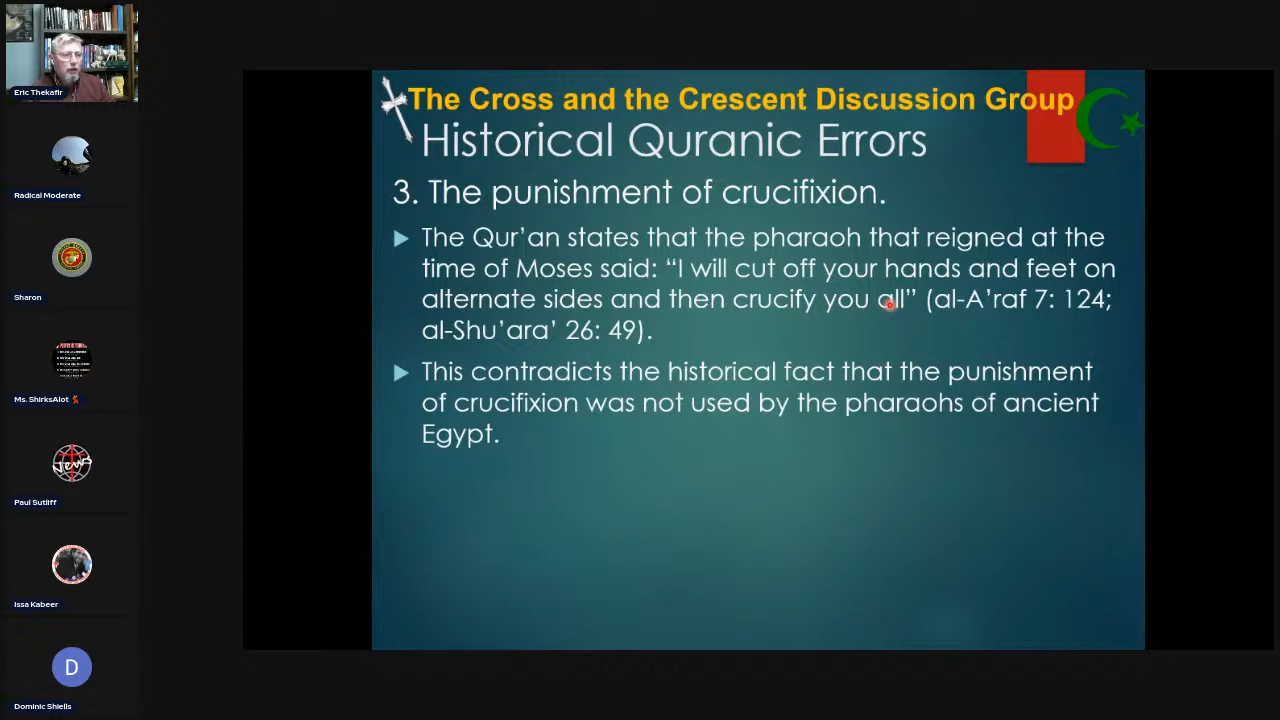 Eric Thekafir
Radical Moderate
Sharon
Ms. ShirksAlot
Paul Sutliff
Issa Kabeer
D
Dominic Shiells
News
The Cross and the Crescent Discussion Group
Historical Quranic Errors
3. The punishment of crucifixion.
The Qur’an states that the pharaoh that reigned at the
time of Moses said: “I will cut off your hands and feet on
alternate sides and then crucify you all” (al-A’raf 7: 124;
al-Shu’ara’ 26: 49).
This contradicts the historical fact that the punishment
of crucifixion was not used by the pharaohs of ancient
Egypt.